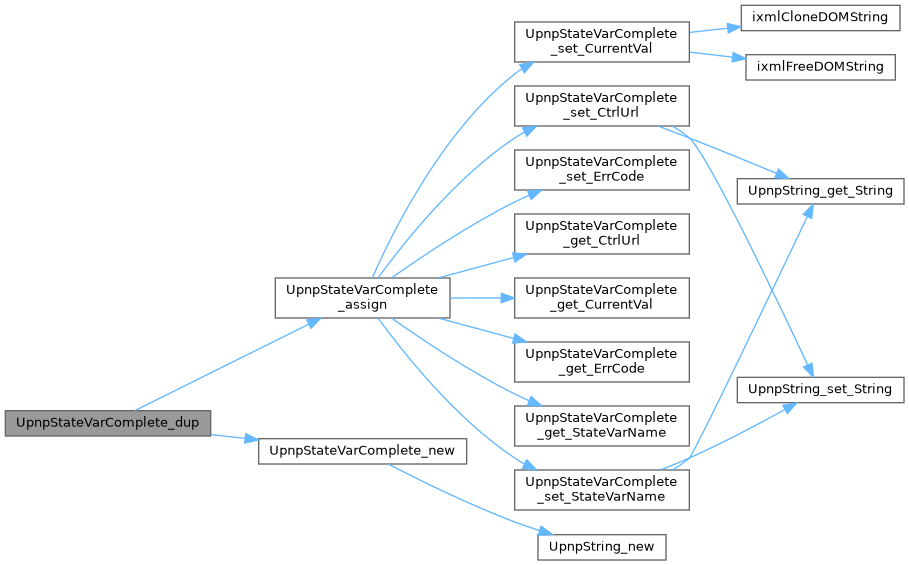 UpnpStateVarComplete_dup
UpnpStateVarComplete
_assign
UpnpStateVarComplete_new
UpnpStateVarComplete
_set_CurrentVal
UpnpStateVarComplete
_set_CtrlUrl
UpnpStateVarComplete
_set_ErrCode
UpnpStateVarComplete
_get_CtrlUrl
UpnpStateVarComplete
_get_CurrentVal
UpnpStateVarComplete
_get_ErrCode
UpnpStateVarComplete
_get_StateVarName
UpnpStateVarComplete
_set_StateVarName
UpnpString_new
ixmlCloneDOMString
ixmlFreeDOMString
UpnpString_get_String
UpnpString_set_String